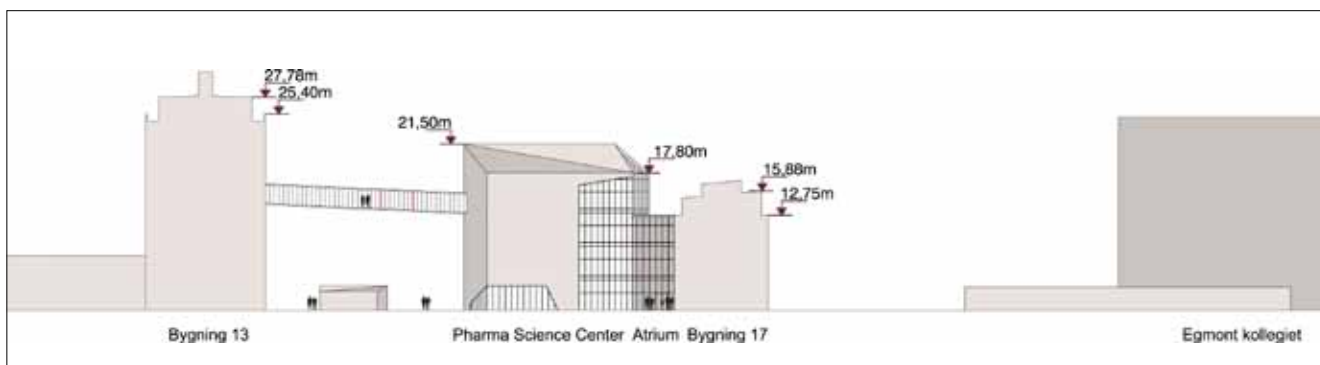 27,78m
25,40m
21,50m
17,80m
15,88m
12,75m
Bygning 13
Pharma Science Center Atrium Bygning 17
Egmont kollegiet